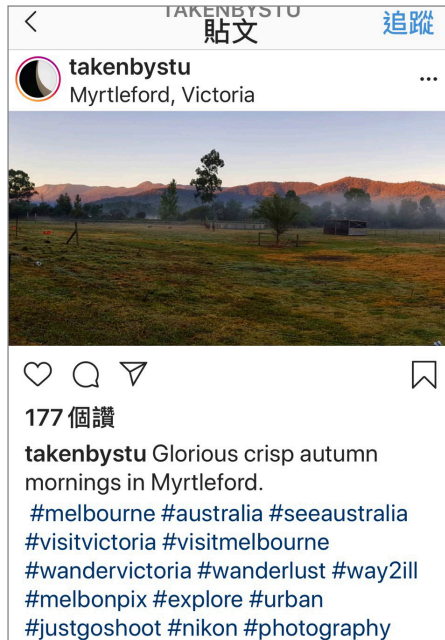 TAKENBYSTU
貼文
追蹤
takenbystu
Myrtleford, Victoria
177 個讚
takenbystu Glorious crisp autumn
mornings in Myrtleford.
#melbourne #australia #seeaustralia
#visitvictoria #visitmelbourne
#wandervictoria #wanderlust #way2ill
#melbonpix #explore #urban
#justgoshoot #nikon #photography